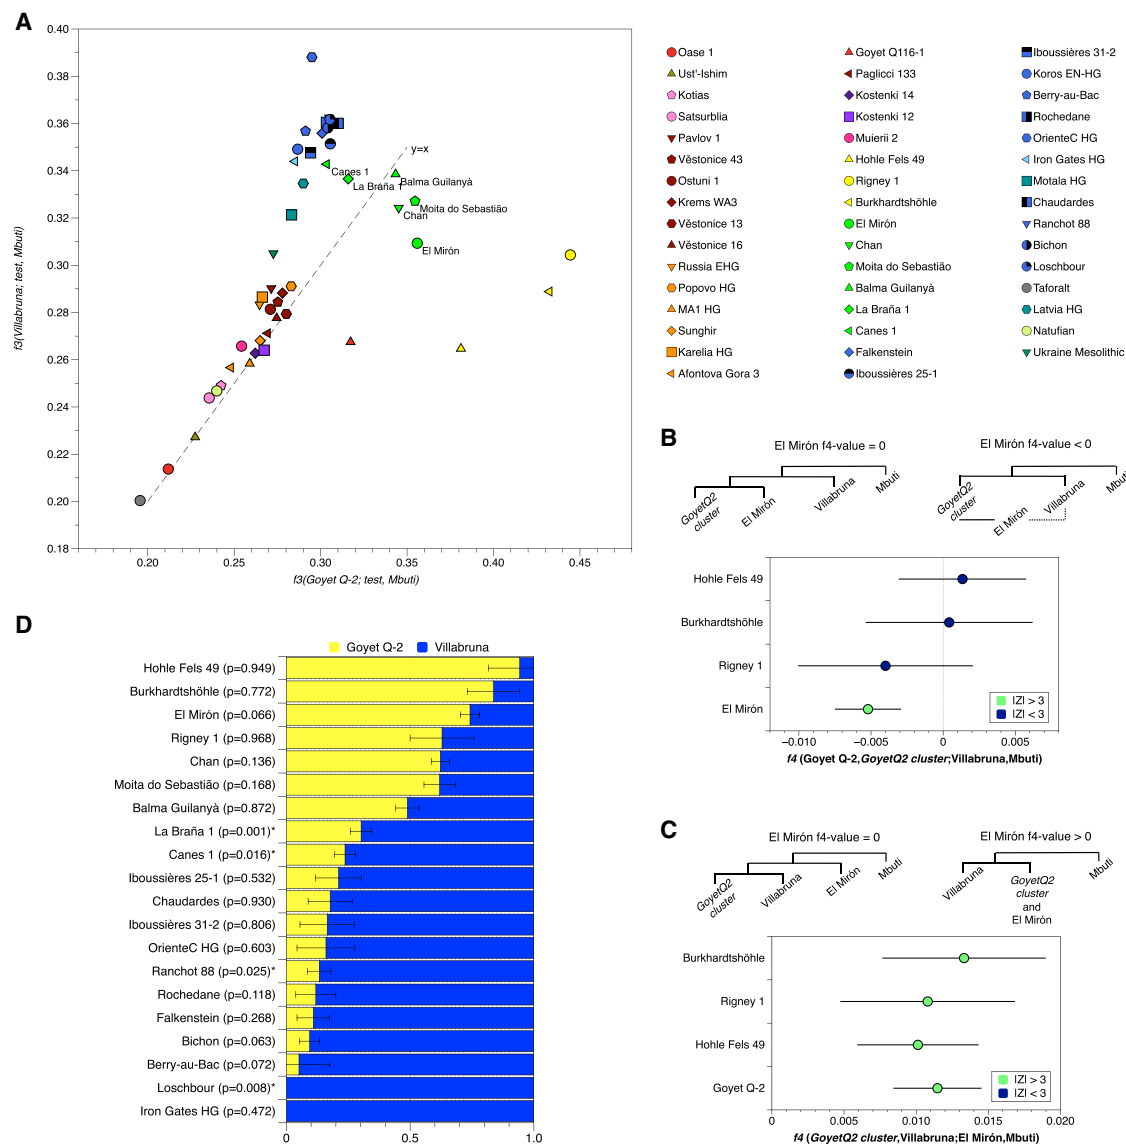 A
0.40
0.38
0.36
0.34
0.32
0.30
0.28
0.26
0.24
0.22
0.20
0.18
f3(Villabruna; test, Mbuti)
0.20
0.25
0.30
0.35
0.40
0.45
f3(Goyet Q-2; test, Mbuti)
y=x
Canes 1
La Braña 1
Balma Guilanyà
Moita do Sebastião
Chan
El Mirón
Oase 1
Ust'-Ishim
Kotias
Satsurblia
Pavlov 1
Věstonice 43
Ostuni 1
Krems WA3
Věstonice 13
Věstonice 16
Russia EHG
Popovo HG
MA1 HG
Sunghir
Karelia HG
Afontova Gora 3
Goyet Q116-1
Paglicci 133
Kostenki 14
Kostenki 12
Muierii 2
Hohle Fels 49
Rigney 1
Burkhardtshöhle
El Mirón
Chan
Moita do Sebastião
Balma Guilanyà
La Braña 1
Canes 1
Falkenstein
Iboussières 25-1
Iboussières 31-2
Koros EN-HG
Berry-au-Bac
Rochedane
OrienteC HG
Iron Gates HG
Motala HG
Chaudardes
Ranchot 88
Bichon
Loschbour
Taforalt
Latvia HG
Natufian
Ukraine Mesolithic
B
El Mirón f4-value = 0
GoyetQ2
cluster
El Mirón
Villabruna
Mbuti
El Mirón f4-value < 0
GoyetQ2
cluster
El Mirón
Villabruna
Mbuti
Hohle Fels 49
Burkhardtshöhle
Rigney 1
El Mirón
|Z| > 3
|Z| < 3
−0.010
−0.005
0
0.005
f4 (Goyet Q-2,GoyetQ2 cluster;Villabruna,Mbuti)
C
El Mirón f4-value = 0
GoyetQ2
cluster
Villabruna
El Mirón
Mbuti
El Mirón f4-value > 0
Villabruna
GoyetQ2
cluster
and
El Mirón
Mbuti
Burkhardtshöhle
Rigney 1
Hohle Fels 49
Goyet Q-2
|Z| > 3
|Z| < 3
0
0.005
0.010
0.015
0.020
f4 (GoyetQ2 cluster,Villabruna;El Mirón,Mbuti)
D
Goyet Q-2 Villabruna
Hohle Fels 49 (p=0.949)
Burkhardtshöhle (p=0.772)
El Mirón (p=0.066)
Rigney 1 (p=0.968)
Chan (p=0.136)
Moita do Sebastião (p=0.168)
Balma Guilanyà (p=0.872)
La Braña 1 (p=0.001)*
Canes 1 (p=0.016)*
Iboussières 25-1 (p=0.532)
Chaudardes (p=0.930)
Iboussières 31-2 (p=0.806)
OrienteC HG (p=0.603)
Ranchot 88 (p=0.025)*
Rochedane (p=0.118)
Falkenstein (p=0.268)
Bichon (p=0.063)
Berry-au-Bac (p=0.072)
Loschbour (p=0.008)*
Iron Gates HG (p=0.472)
0
0.5
1.0